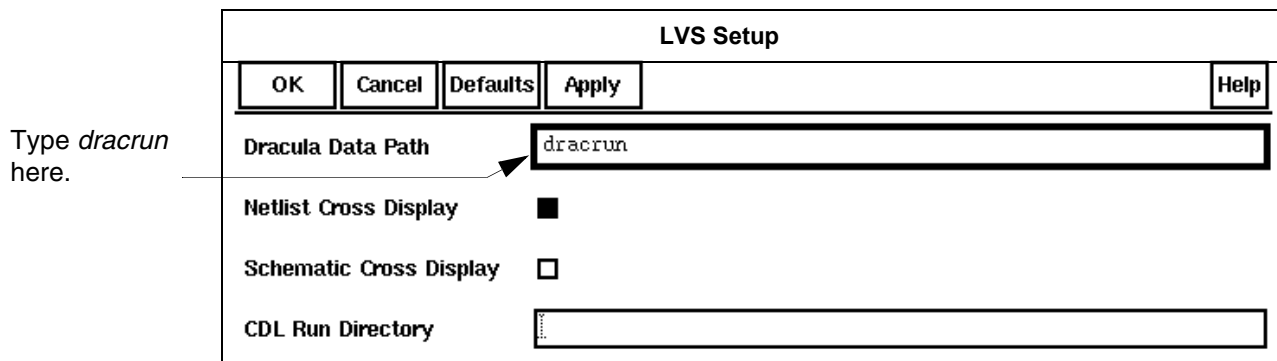 LVS Setup
OK Cancel Defaults Apply Help
Type dracrun
here.
Dracula Data Path dracrun
Netlist Cross Display
Schematic Cross Display
CDL Run Directory